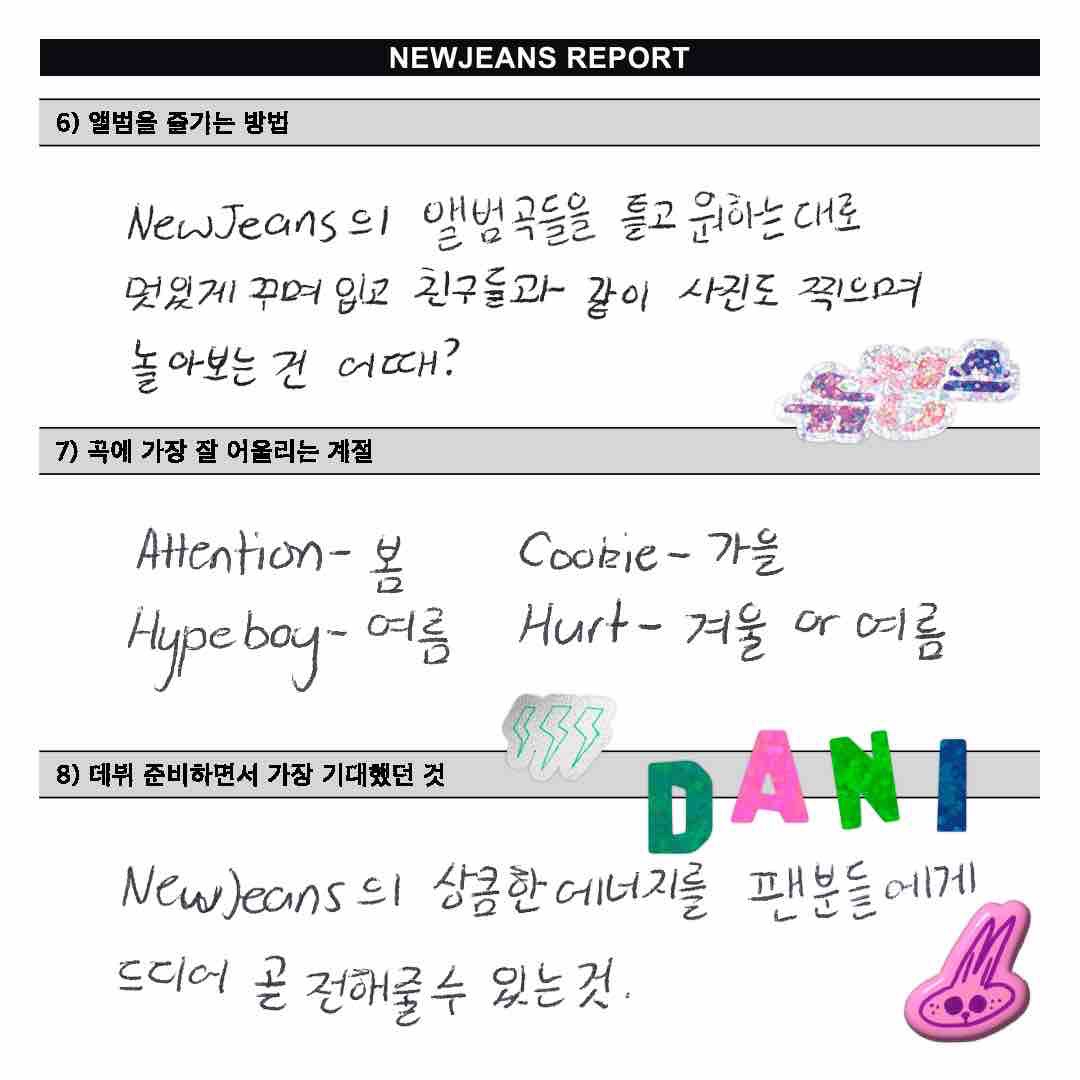 NEWJEANS REPORT
6) 앨범을 즐기는 방법
NewJeans의 앨범곡들을 틀고 원하는대로
멋있게 꾸며 입고 친구들과 같이 사진도 찍으며
놀아보는 건 어때?
뉴진스
7) 곡에 가장 잘 어울리는 계절
Attention - 봄 Cookie - 가을
Hypeboy - 여름 Hurt - 겨울 or 여름
8) 데뷔 준비하면서 가장 기대했던 것
DANI
NewJeans의 상큼한 에너지를 팬분들에게
드디어 곧 전해줄 수 있는 것.